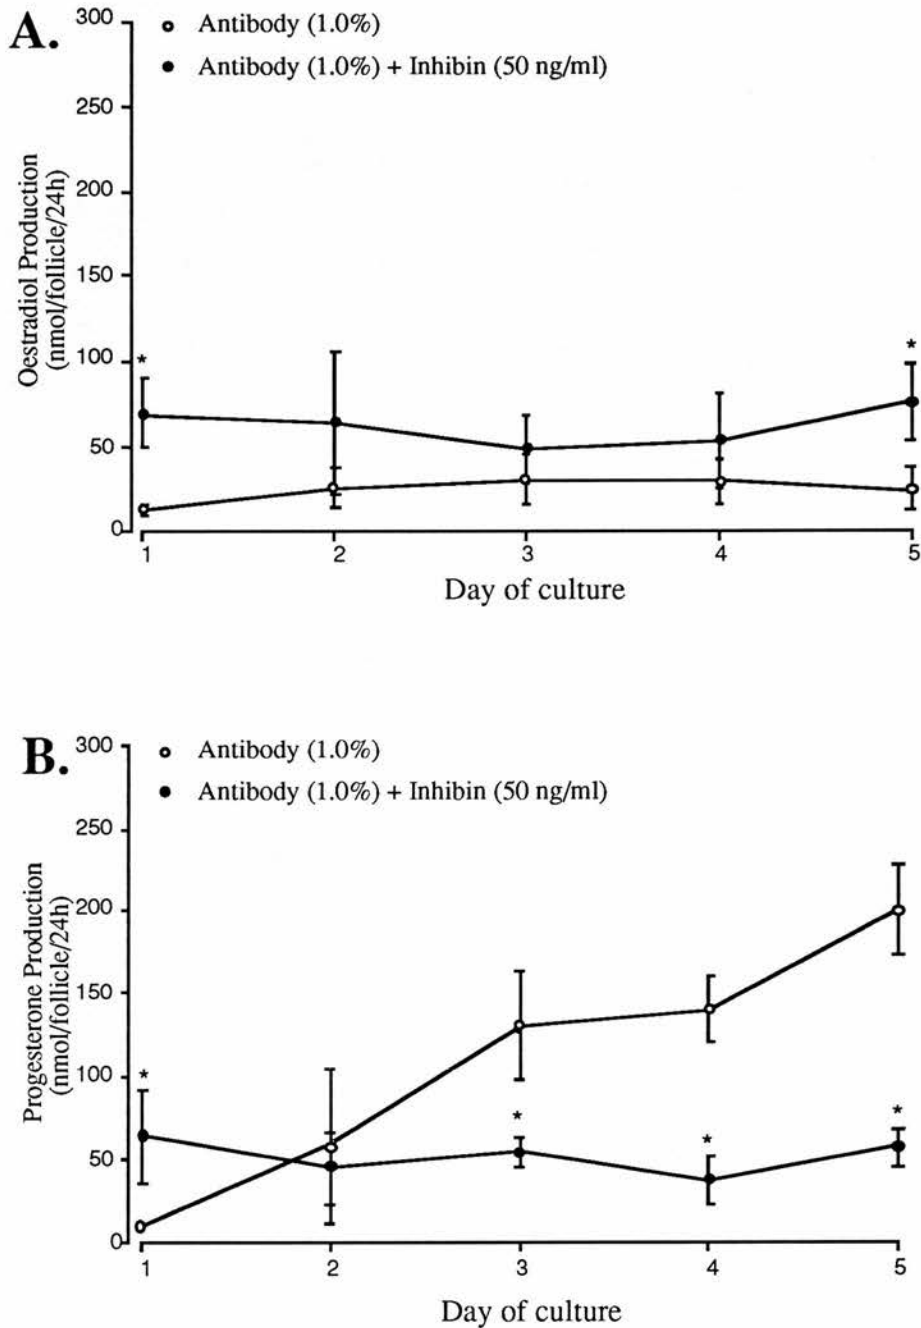 A.
300
250
200
150
100
50
0
Oestradiol Production
(nmol/follicle/24h)
Antibody (1.0%)
Antibody (1.0%) + Inhibin (50 ng/ml)
*
*
1 2 3 4 5
Day of culture
B.
300
250
200
150
100
50
0
Progesterone Production
(nmol/follicle/24h)
Antibody (1.0%)
Antibody (1.0%) + Inhibin (50 ng/ml)
*
*
*
*
1 2 3 4 5
Day of culture